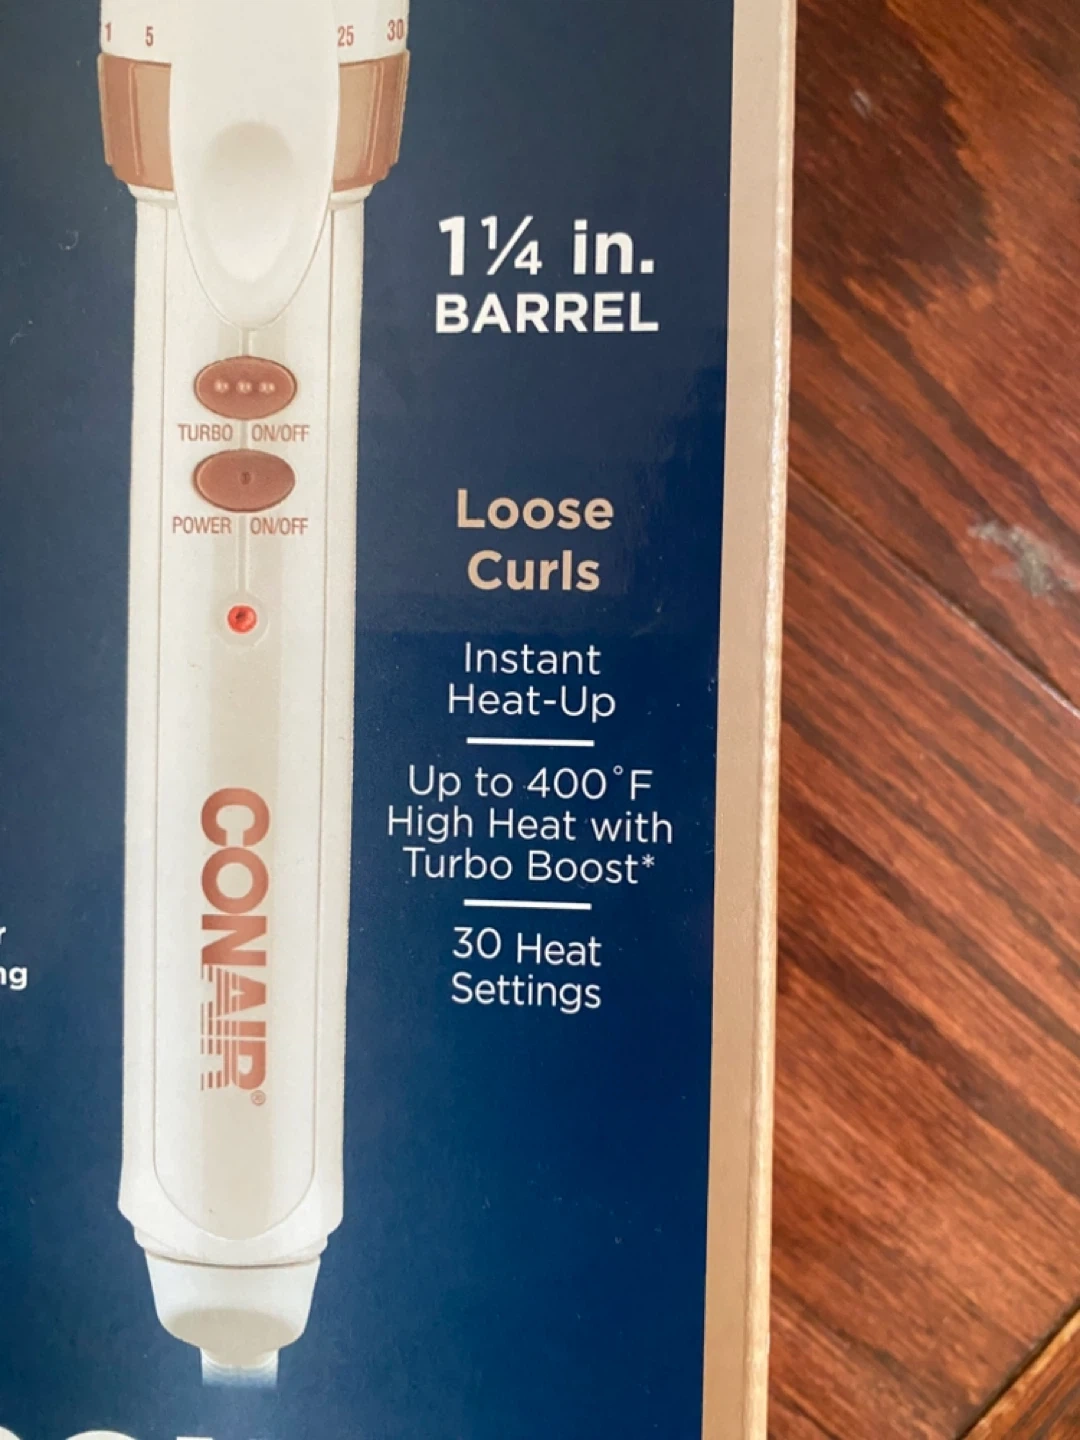 1 5 25 30
1¼ in.
BARREL
TURBO ON/OFF
POWER ON/OFF
Loose
Curls
Instant
Heat-Up
Up to 400°F
High Heat with
Turbo Boost*
30 Heat
Settings
CONAIR®